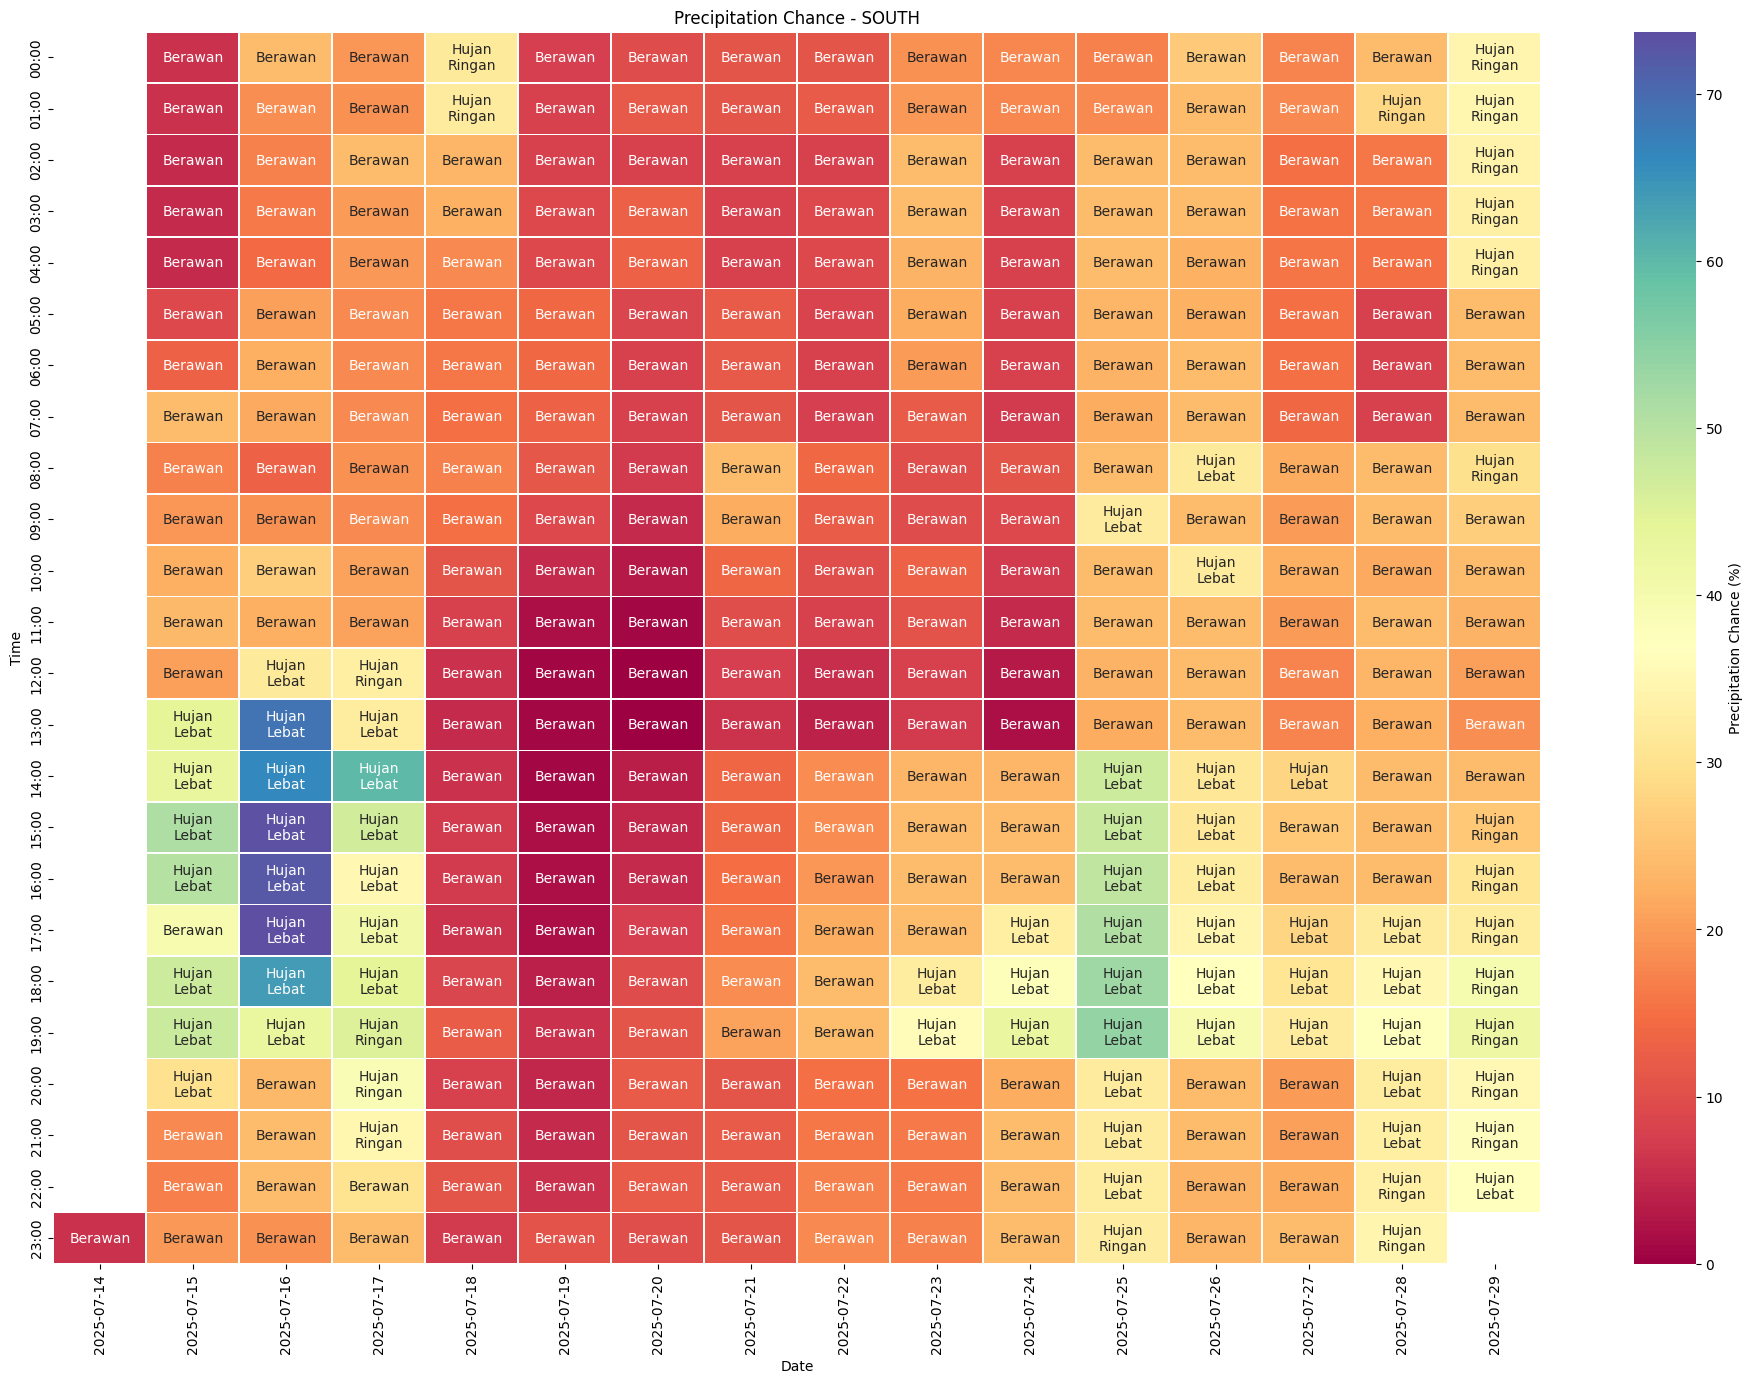 Precipitation Chance - SOUTH
00:00 Berawan Berawan Berawan Hujan Ringan Berawan Berawan Berawan Berawan Berawan Berawan Berawan Berawan Berawan Berawan Hujan Ringan
01:00 Berawan Berawan Berawan Hujan Ringan Berawan Berawan Berawan Berawan Berawan Berawan Berawan Berawan Berawan Hujan Ringan Hujan Ringan
02:00 Berawan Berawan Berawan Berawan Berawan Berawan Berawan Berawan Berawan Berawan Berawan Berawan Berawan Berawan Hujan Ringan
03:00 Berawan Berawan Berawan Berawan Berawan Berawan Berawan Berawan Berawan Berawan Berawan Berawan Berawan Berawan Hujan Ringan
04:00 Berawan Berawan Berawan Berawan Berawan Berawan Berawan Berawan Berawan Berawan Berawan Berawan Berawan Berawan Hujan Ringan
05:00 Berawan Berawan Berawan Berawan Berawan Berawan Berawan Berawan Berawan Berawan Berawan Berawan Berawan Berawan Berawan
06:00 Berawan Berawan Berawan Berawan Berawan Berawan Berawan Berawan Berawan Berawan Berawan Berawan Berawan Berawan Berawan
07:00 Berawan Berawan Berawan Berawan Berawan Berawan Berawan Berawan Berawan Berawan Berawan Berawan Berawan Berawan Berawan
08:00 Berawan Berawan Berawan Berawan Berawan Berawan Berawan Berawan Berawan Berawan Berawan Hujan Lebat Berawan Berawan Hujan Ringan
09:00 Berawan Berawan Berawan Berawan Berawan Berawan Berawan Berawan Berawan Berawan Hujan Lebat Berawan Berawan Berawan Berawan
10:00 Berawan Berawan Berawan Berawan Berawan Berawan Berawan Berawan Berawan Berawan Berawan Hujan Lebat Berawan Berawan Berawan
11:00 Berawan Berawan Berawan Berawan Berawan Berawan Berawan Berawan Berawan Berawan Berawan Berawan Berawan Berawan Berawan
12:00 Berawan Hujan Lebat Hujan Ringan Berawan Berawan Berawan Berawan Berawan Berawan Berawan Berawan Berawan Berawan Berawan Berawan
13:00 Hujan Lebat Hujan Lebat Hujan Lebat Berawan Berawan Berawan Berawan Berawan Berawan Berawan Berawan Berawan Berawan Berawan Berawan
14:00 Hujan Lebat Hujan Lebat Hujan Lebat Berawan Berawan Berawan Berawan Berawan Berawan Berawan Hujan Lebat Hujan Lebat Hujan Lebat Berawan Berawan
15:00 Hujan Lebat Hujan Lebat Hujan Lebat Berawan Berawan Berawan Berawan Berawan Berawan Berawan Hujan Lebat Hujan Lebat Berawan Berawan Hujan Ringan
16:00 Hujan Lebat Hujan Lebat Hujan Lebat Berawan Berawan Berawan Berawan Berawan Berawan Berawan Hujan Lebat Hujan Lebat Berawan Berawan Hujan Ringan
17:00 Berawan Hujan Lebat Hujan Lebat Berawan Berawan Berawan Berawan Berawan Berawan Hujan Lebat Hujan Lebat Hujan Lebat Hujan Lebat Hujan Lebat Hujan Ringan
18:00 Hujan Lebat Hujan Lebat Hujan Lebat Berawan Berawan Berawan Berawan Berawan Hujan Lebat Hujan Lebat Hujan Lebat Hujan Lebat Hujan Lebat Hujan Lebat Hujan Ringan
19:00 Hujan Lebat Hujan Lebat Hujan Ringan Berawan Berawan Berawan Berawan Berawan Hujan Lebat Hujan Lebat Hujan Lebat Hujan Lebat Hujan Lebat Hujan Lebat Hujan Ringan
20:00 Hujan Lebat Berawan Hujan Ringan Berawan Berawan Berawan Berawan Berawan Berawan Berawan Hujan Lebat Berawan Berawan Hujan Lebat Hujan Ringan
21:00 Berawan Berawan Hujan Ringan Berawan Berawan Berawan Berawan Berawan Berawan Berawan Hujan Lebat Berawan Berawan Hujan Lebat Hujan Ringan
22:00 Berawan Berawan Berawan Berawan Berawan Berawan Berawan Berawan Berawan Berawan Hujan Lebat Berawan Berawan Hujan Ringan Hujan Lebat
23:00 Berawan Berawan Berawan Berawan Berawan Berawan Berawan Berawan Berawan Berawan Berawan Hujan Ringan Berawan Berawan Hujan Ringan
Time
2025-07-14 2025-07-15 2025-07-16 2025-07-17 2025-07-18 2025-07-19 2025-07-20 2025-07-21 2025-07-22 2025-07-23 2025-07-24 2025-07-25 2025-07-26 2025-07-27 2025-07-28 2025-07-29
Date
70
60
50
40
30
20
10
0
Precipitation Chance (%)